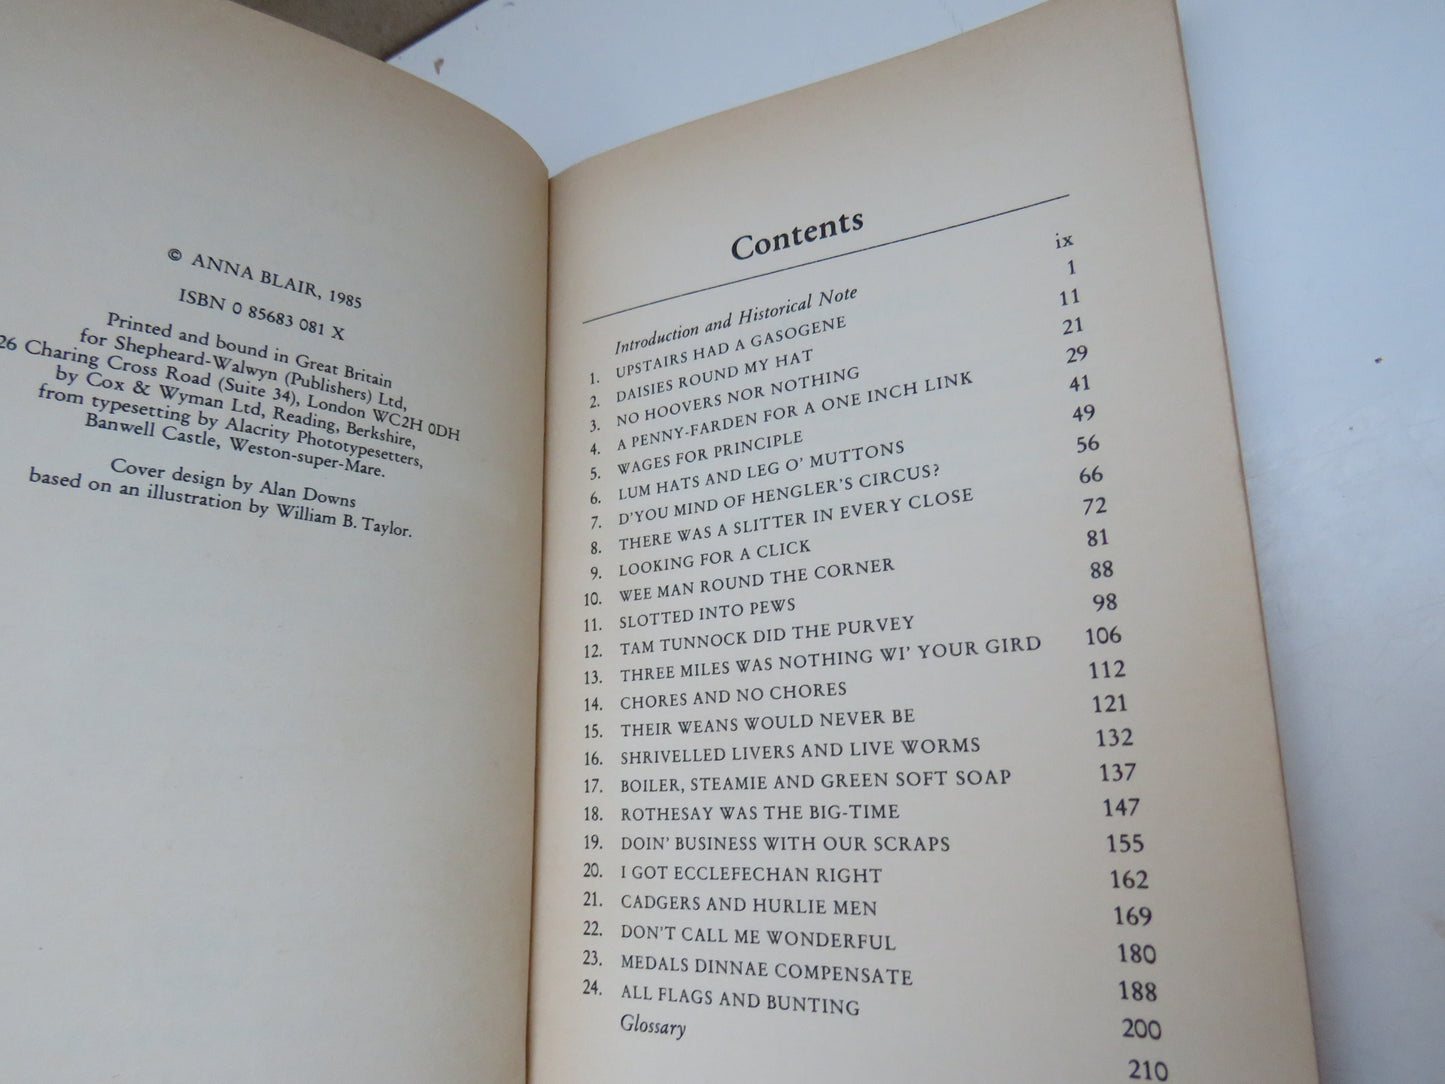 © ANNA BLAIR, 1985
ISBN 0 85683 081 X
Printed and bound in Great Britain
for Shepheard-Walwyn (Publishers) Ltd,
26 Charing Cross Road (Suite 34), London WC2H 0DH
by Cox & Wyman Ltd, Reading, Berkshire,
from typesetting by Alacrity Phototypesetters,
Banwell Castle, Weston-super-Mare.
Cover design by Alan Downs
based on an illustration by William B. Taylor.
Contents
Introduction and Historical Note ix
1. UPSTAIRS HAD A GASOGENE 1
2. DAISIES ROUND MY HAT 11
3. NO HOOVERS NOR NOTHING 21
4. A PENNY-FARDEN FOR A ONE INCH LINK 29
5. WAGES FOR PRINCIPLE 41
6. LUM HATS AND LEG O' MUTTONS 49
7. D'YOU MIND OF HENGLER'S CIRCUS? 56
8. THERE WAS A SLITTER IN EVERY CLOSE 66
9. LOOKING FOR A CLICK 72
10. WEE MAN ROUND THE CORNER 81
11. SLOTTED INTO PEWS 88
12. TAM TUNNOCK DID THE PURVEY 98
13. THREE MILES WAS NOTHING WI' YOUR GIRD 106
14. CHORES AND NO CHORES 112
15. THEIR WEANS WOULD NEVER BE 121
16. SHRIVELLED LIVERS AND LIVE WORMS 132
17. BOILER, STEAMIE AND GREEN SOFT SOAP 137
18. ROTHESAY WAS THE BIG-TIME 147
19. DOIN' BUSINESS WITH OUR SCRAPS 155
20. I GOT ECCLEFECHAN RIGHT 162
21. CADGERS AND HURLIE MEN 169
22. DON'T CALL ME WONDERFUL 180
23. MEDALS DINNAE COMPENSATE 188
24. ALL FLAGS AND BUNTING 200
Glossary 210